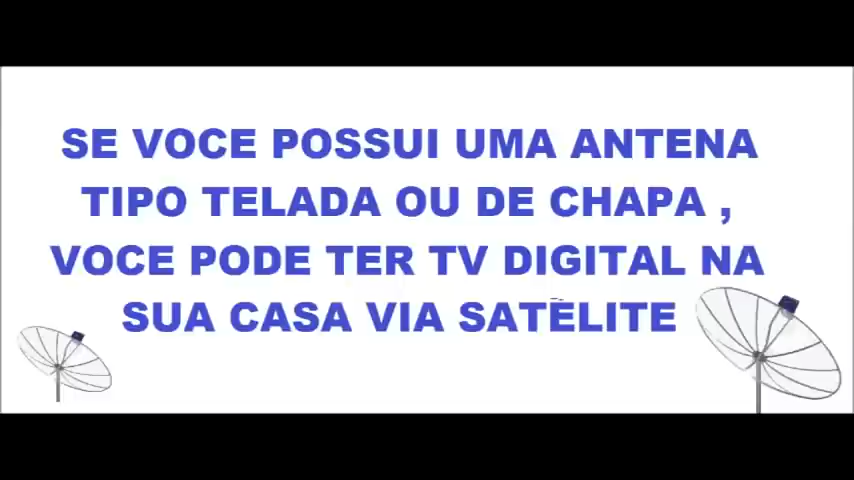 SE VOCE POSSUI UMA ANTENA
TIPO TELADA OU DE CHAPA ,
VOCE PODE TER TV DIGITAL NA
SUA CASA VIA SATÉLITE